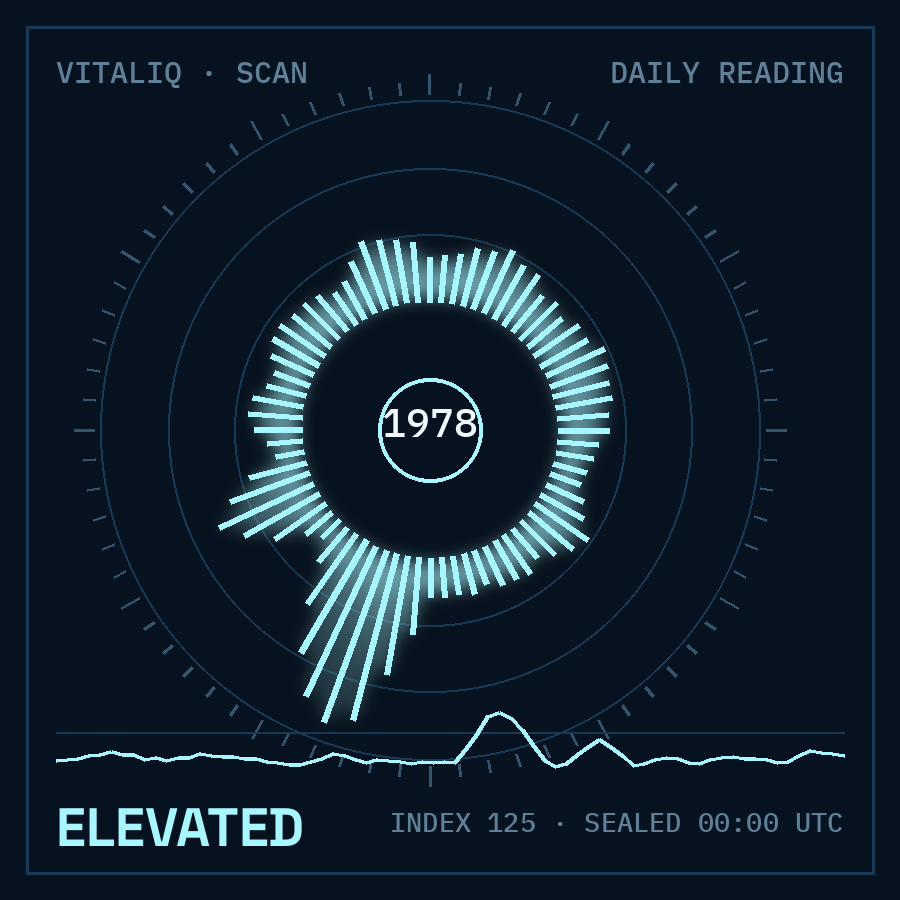 VITALIQ · SCAN
DAILY READING
1978
ELEVATED
INDEX 125 · SEALED 00:00 UTC